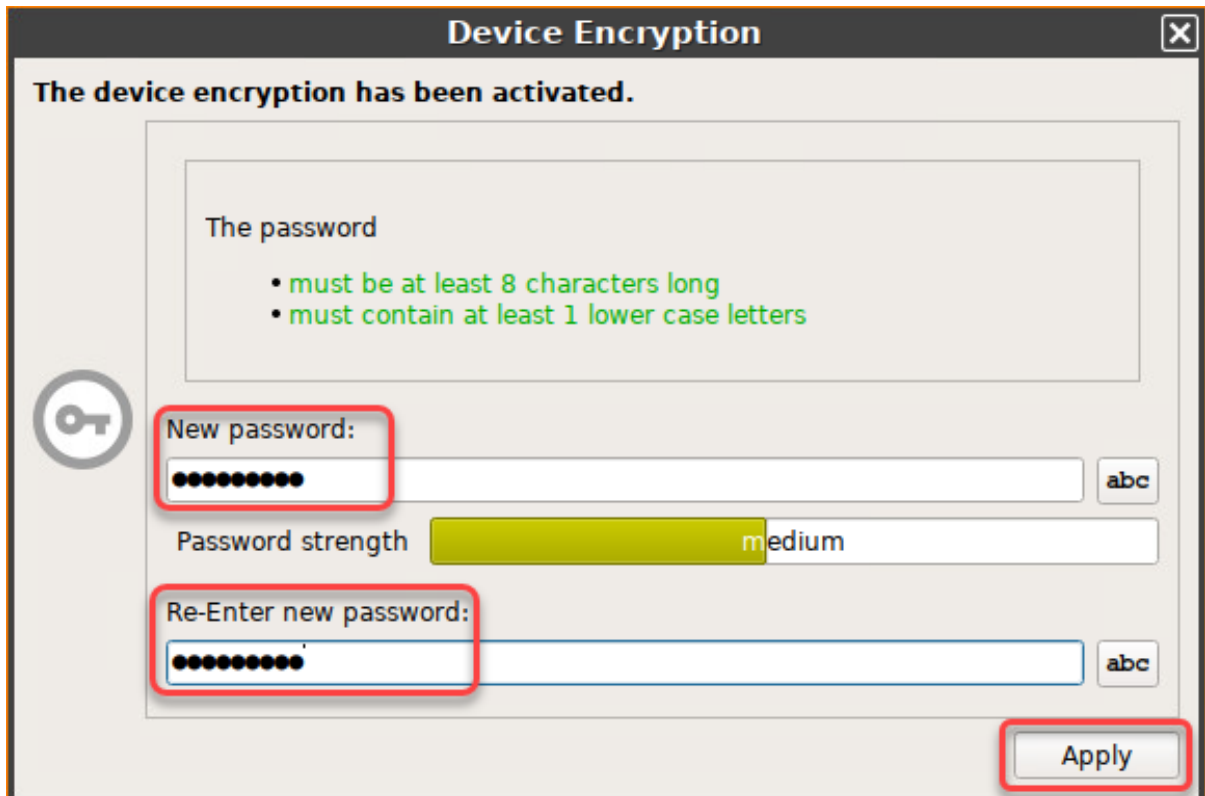 Device Encryption
The device encryption has been activated.
The password
• must be at least 8 characters long
• must contain at least 1 lower case letters
New password:
●●●●●●●●●
abc
Password strength
medium
Re-Enter new password:
●●●●●●●●●
abc
Apply